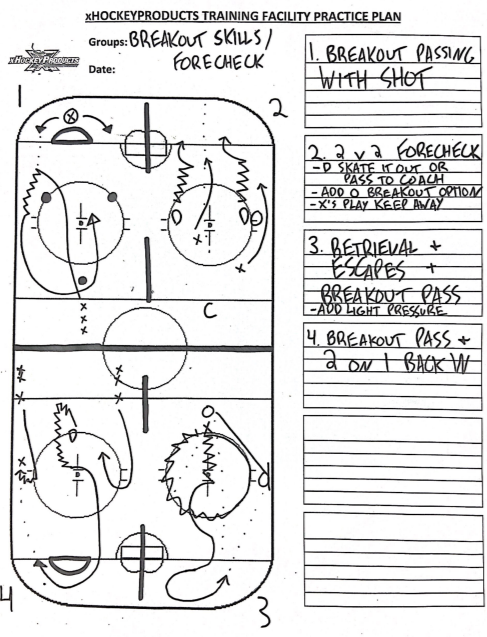 xHOCKEYPRODUCTS TRAINING FACILITY PRACTICE PLAN
Groups: BREAKOUT SKILLS /
FORECHECK
xHockeyProducts
Date:
1
2
1. BREAKOUT PASSING
WITH SHOT
2. 2 v 2 FORECHECK
-D SKATE IT OUT OR
PASS TO COACH
-ADD O BREAKOUT OPTION
-X'S PLAY KEEP AWAY
3. RETRIEVAL +
ESCAPES +
BREAKOUT PASS
-ADD LIGHT PRESSURE
4. BREAKOUT PASS +
2 ON 1 BACK W
X
D
D
O
X
X
X
X
X
C
X
X
X
X
X
X
X
D
O
X
D
4
3